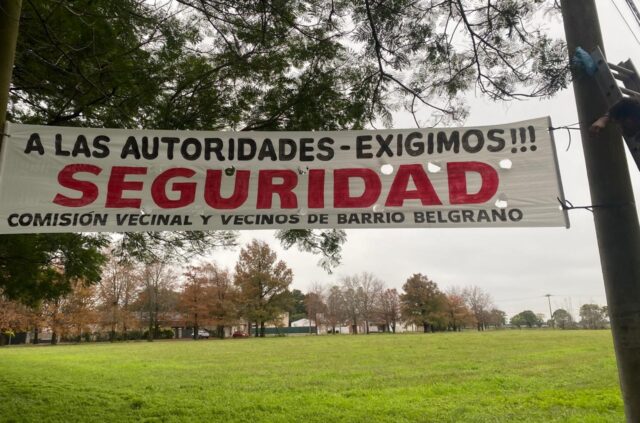 A LAS AUTORIDADES - EXIGIMOS!!!
SEGURIDAD
COMISIÓN VECINAL Y VECINOS DE BARRIO BELGRANO